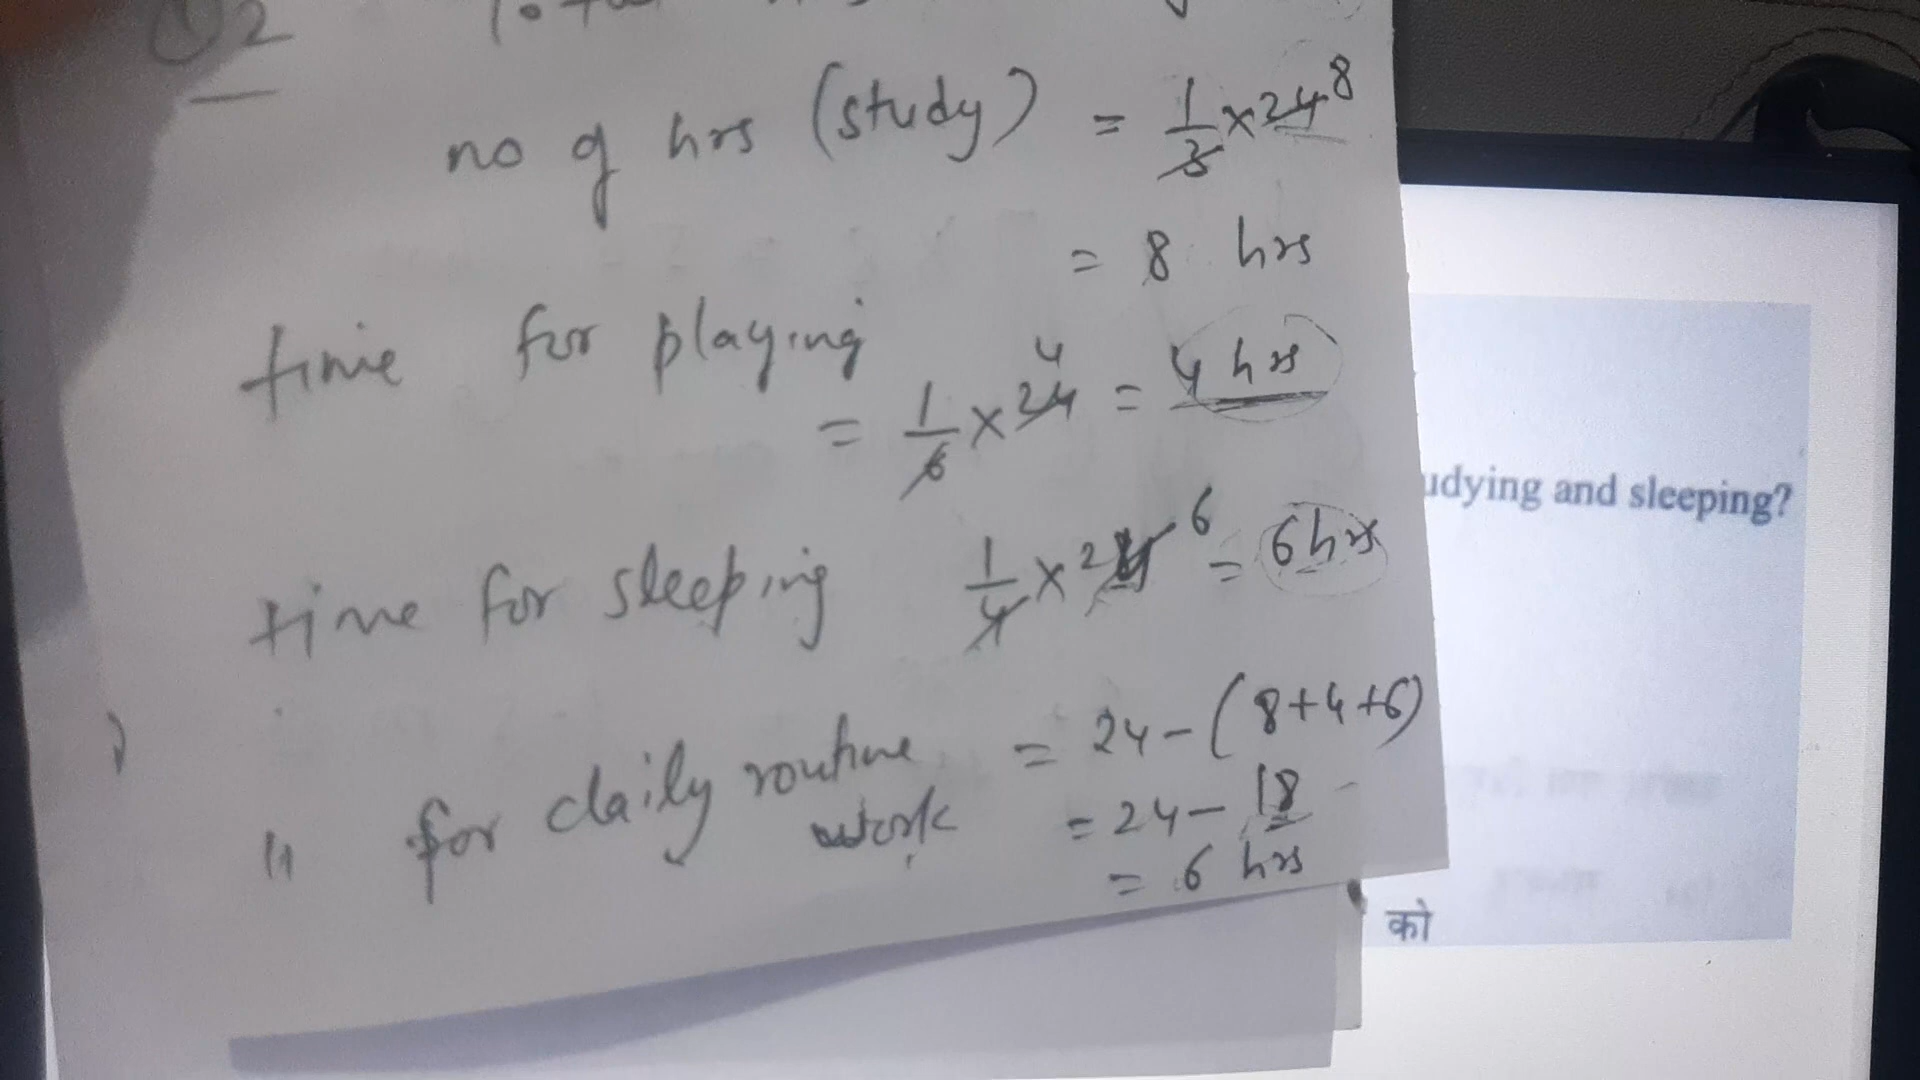 Q2
no of hrs (study) = 1/3 × 24 8
= 8 hrs
time for playing
= 1/6 × 24 4 = 4 hrs
time for sleeping 1/4 × 24 6 = 6 hrs
" for daily routine work = 24 - (8+4+6)
= 24 - 18
= 6 hrs
udying and sleeping?
को